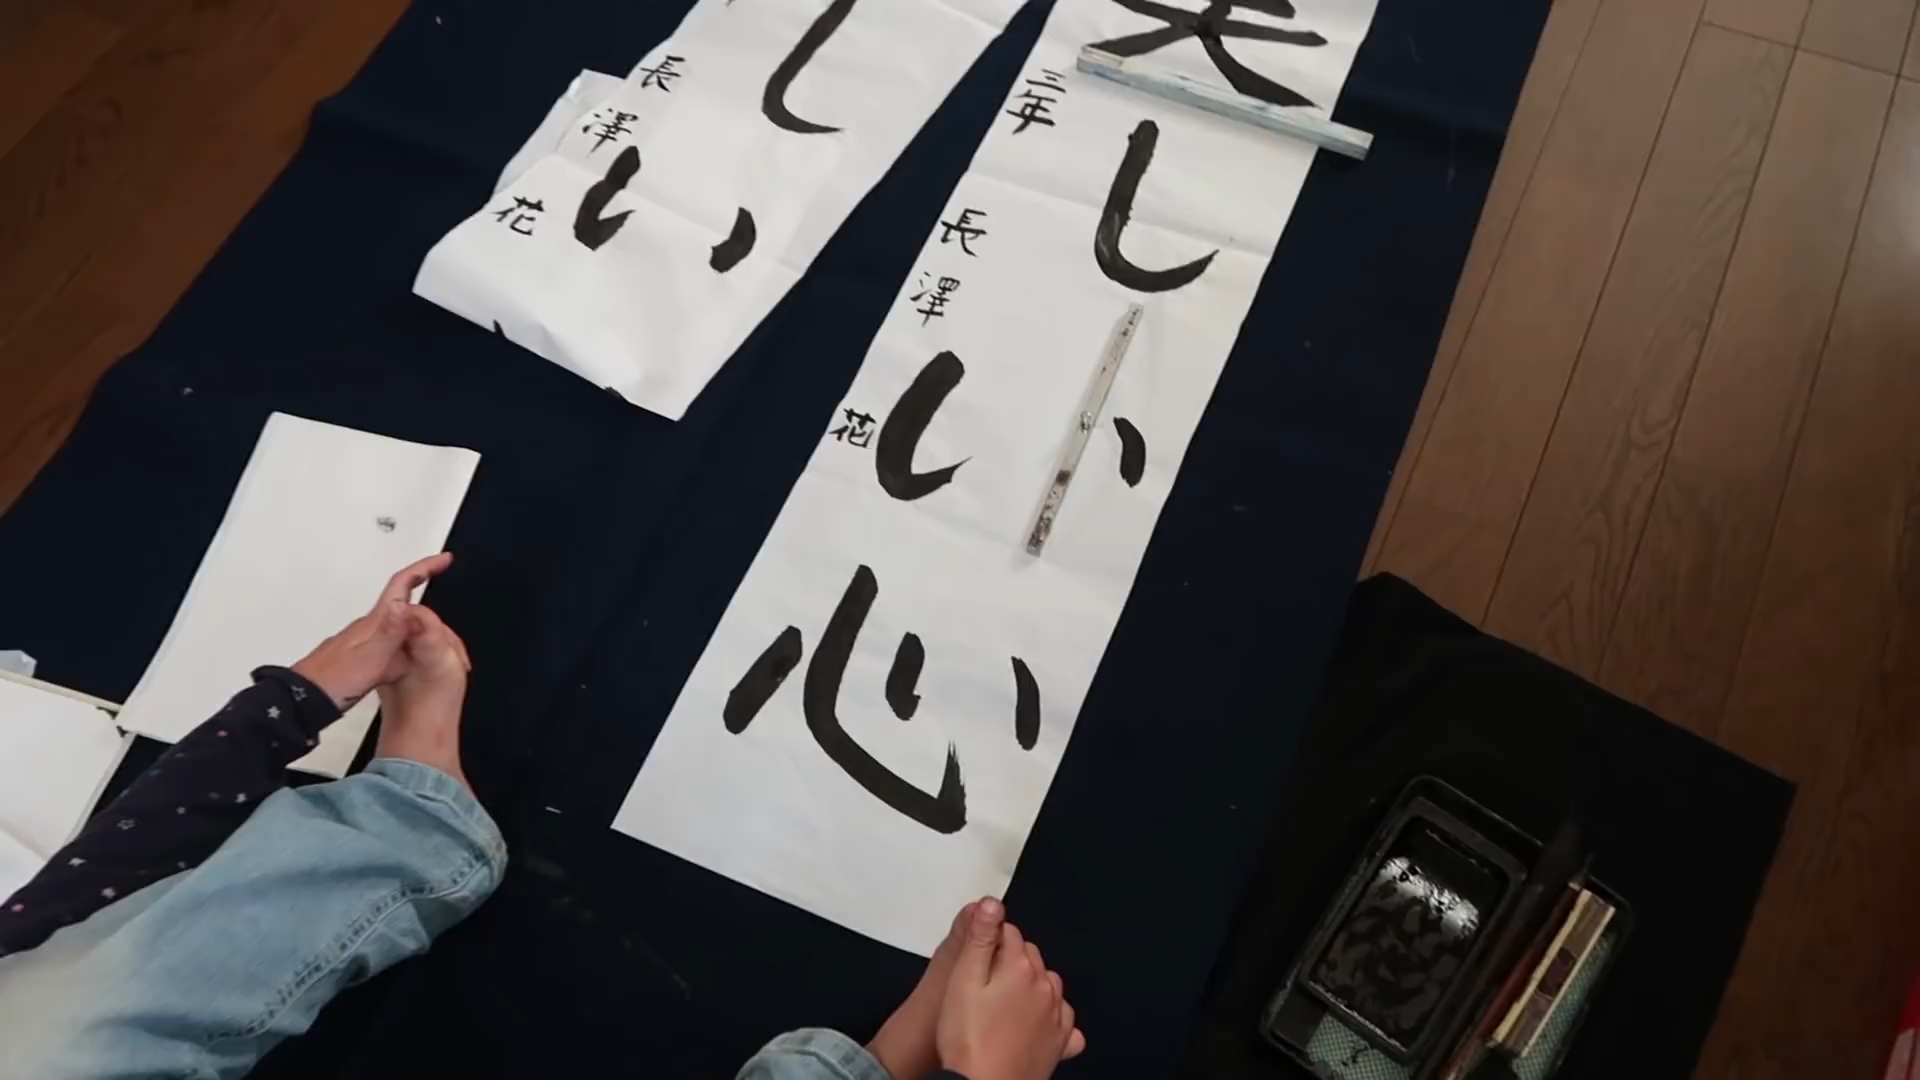 美しい心
三年 長澤 花
しい
長澤 花